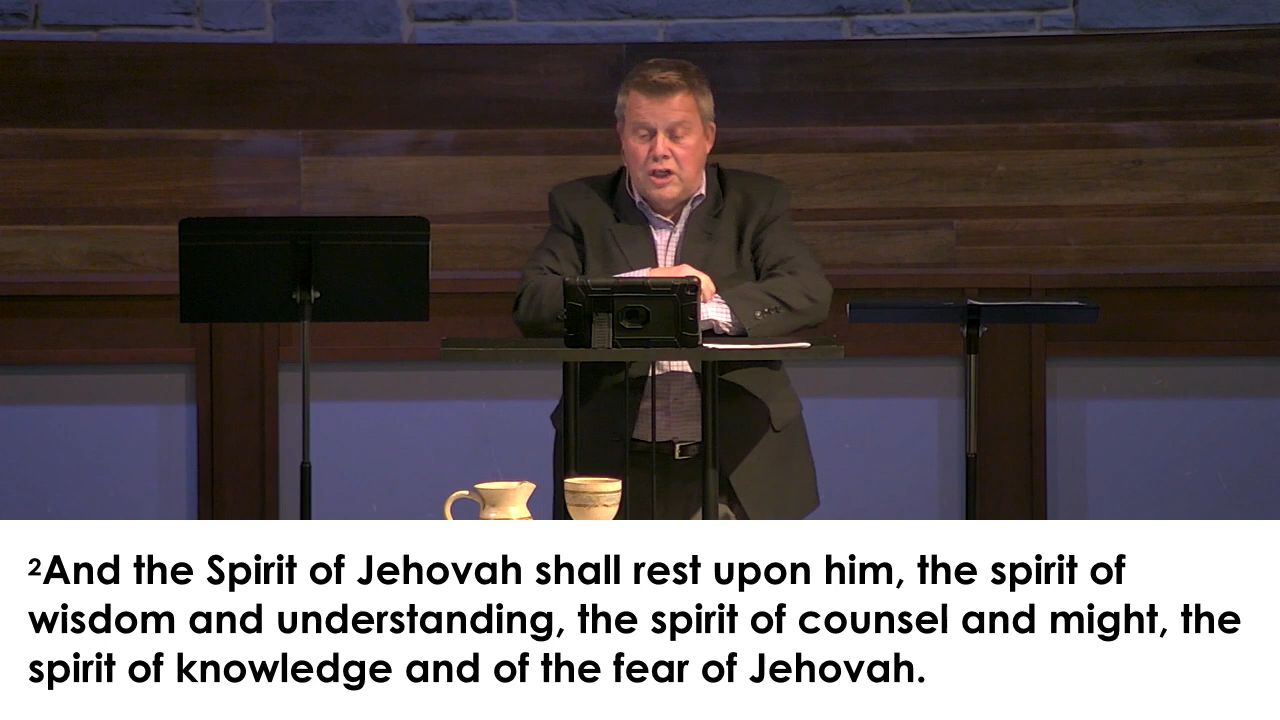 ²And the Spirit of Jehovah shall rest upon him, the spirit of
wisdom and understanding, the spirit of counsel and might, the
spirit of knowledge and of the fear of Jehovah.